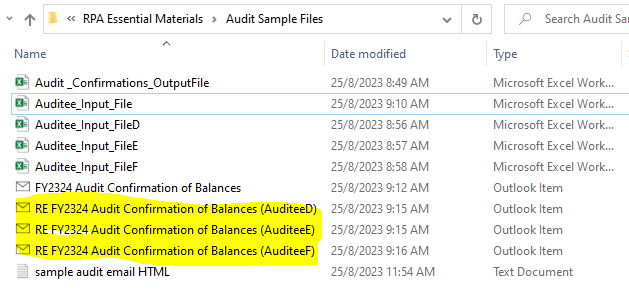 « RPA Essential Materials > Audit Sample Files
Search Audit Sa
Name Date modified Type
Audit _Confirmations_OutputFile 25/8/2023 8:49 AM Microsoft Excel Work...
Auditee_Input_File 25/8/2023 9:10 AM Microsoft Excel Work...
Auditee_Input_FileD 25/8/2023 8:56 AM Microsoft Excel Work...
Auditee_Input_FileE 25/8/2023 8:57 AM Microsoft Excel Work...
Auditee_Input_FileF 25/8/2023 8:58 AM Microsoft Excel Work...
FY2324 Audit Confirmation of Balances 25/8/2023 9:12 AM Outlook Item
RE FY2324 Audit Confirmation of Balances (AuditeeD) 25/8/2023 9:15 AM Outlook Item
RE FY2324 Audit Confirmation of Balances (AuditeeE) 25/8/2023 9:15 AM Outlook Item
RE FY2324 Audit Confirmation of Balances (AuditeeF) 25/8/2023 9:16 AM Outlook Item
sample audit email HTML 25/8/2023 11:54 AM Text Document